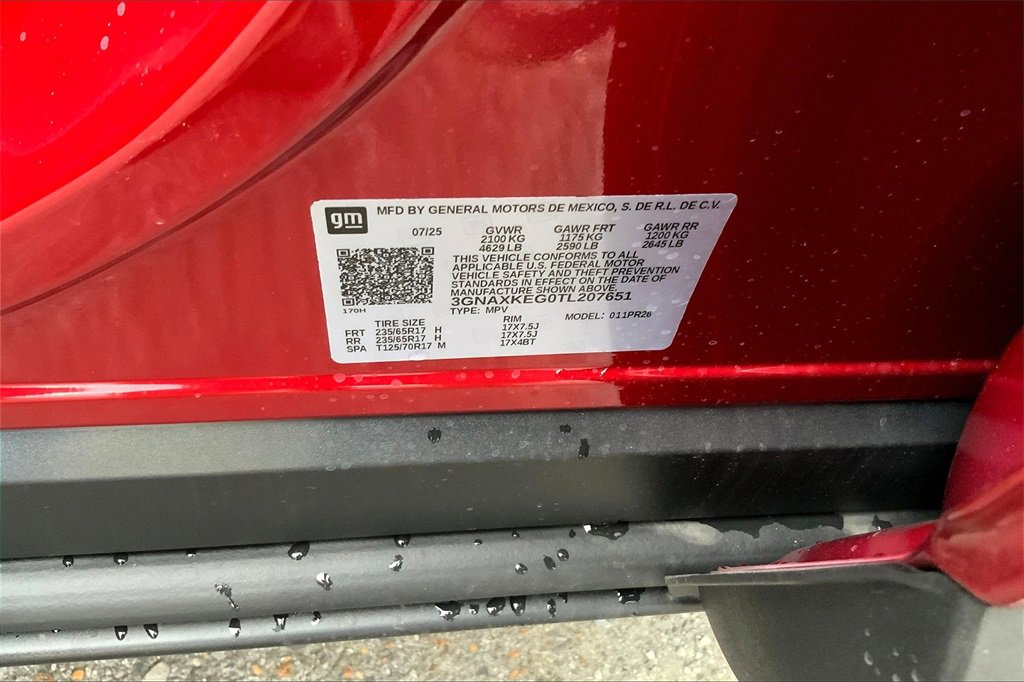 gm MFD BY GENERAL MOTORS DE MEXICO, S. DE R.L. DE C.V.
07/25 GVWR GAWR FRT GAWR RR
2100 KG 1175 KG 1200 KG
4629 LB 2590 LB 2645 LB
THIS VEHICLE CONFORMS TO ALL
APPLICABLE U.S. FEDERAL MOTOR
VEHICLE SAFETY AND THEFT PREVENTION
STANDARDS IN EFFECT ON THE DATE OF
MANUFACTURE SHOWN ABOVE.
3GNAXKEG0TL207651
170H TYPE: MPV MODEL: 011PR26
TIRE SIZE RIM
FRT 235/65R17 H 17X7.5J
RR 235/65R17 H 17X7.5J
SPA T125/70R17 M 17X4BT